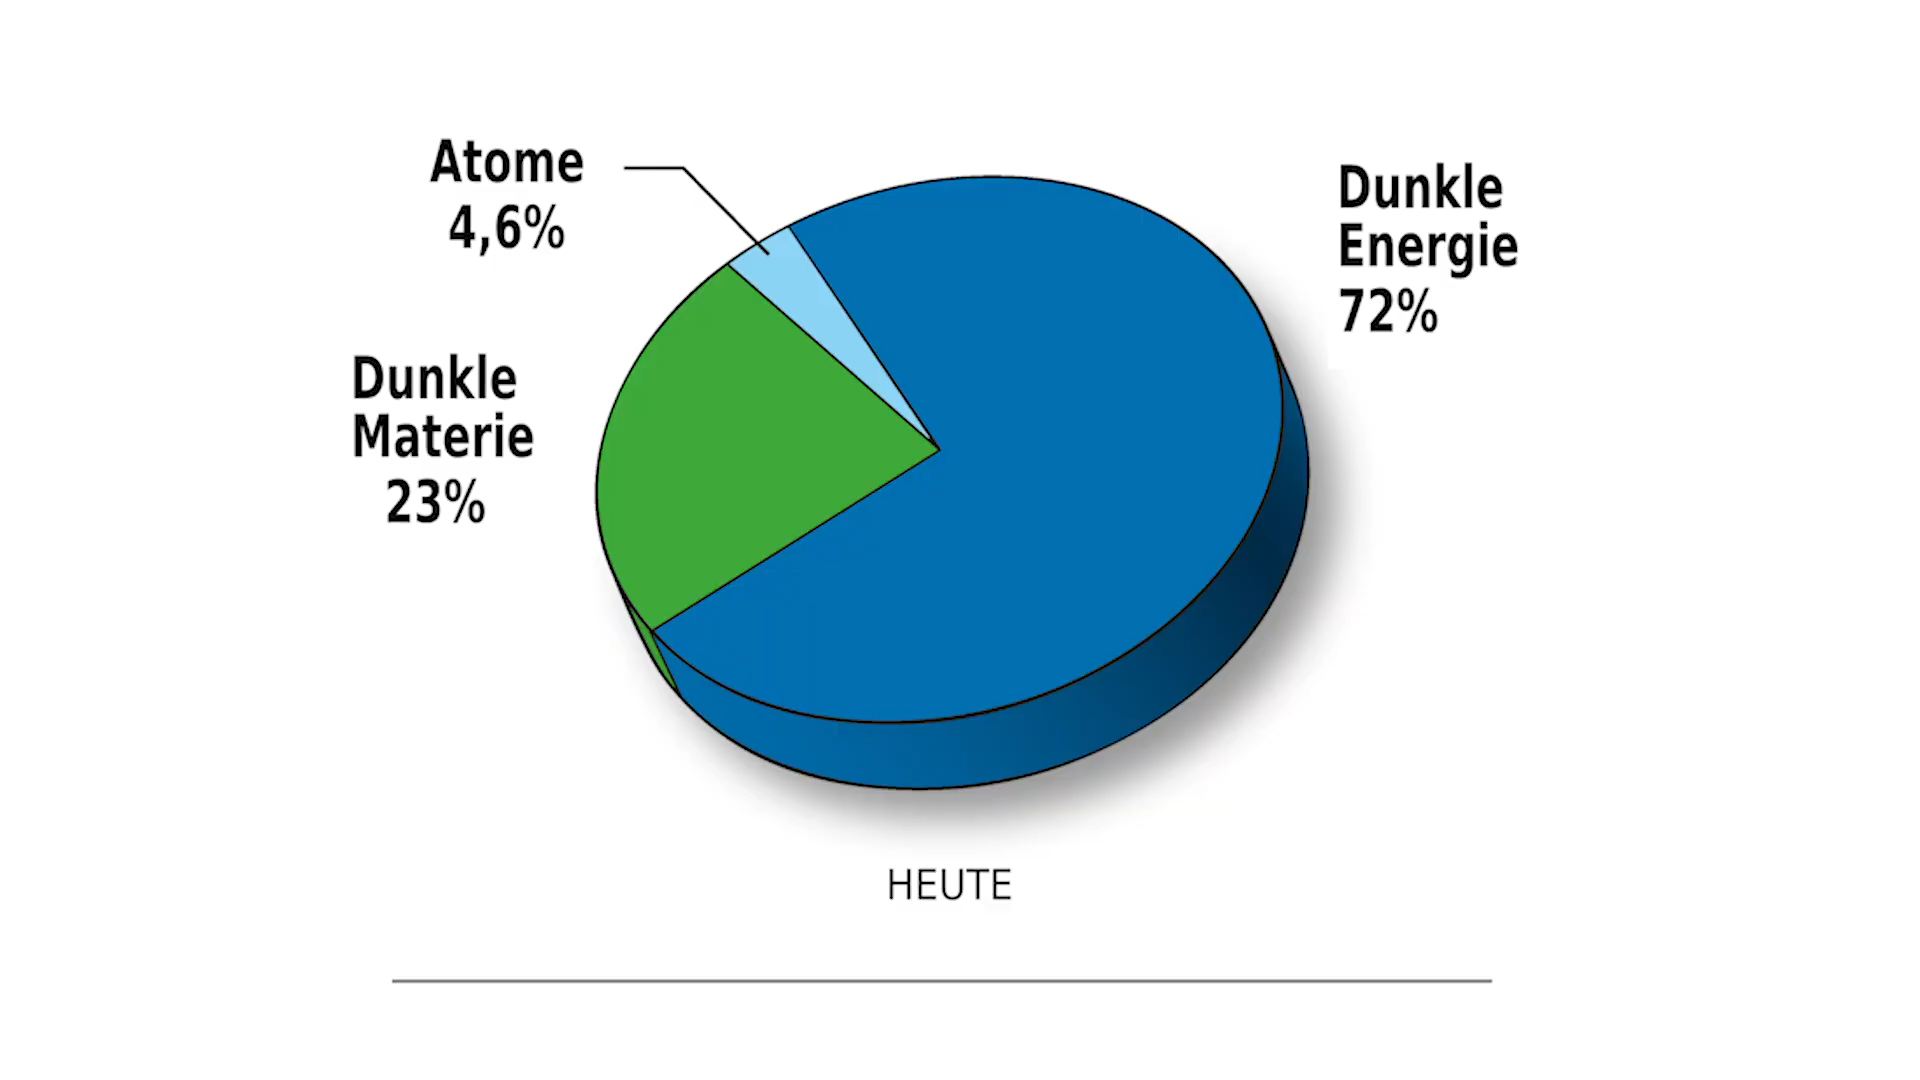 Atome
4,6%
Dunkle
Energie
72%
Dunkle
Materie
23%
HEUTE